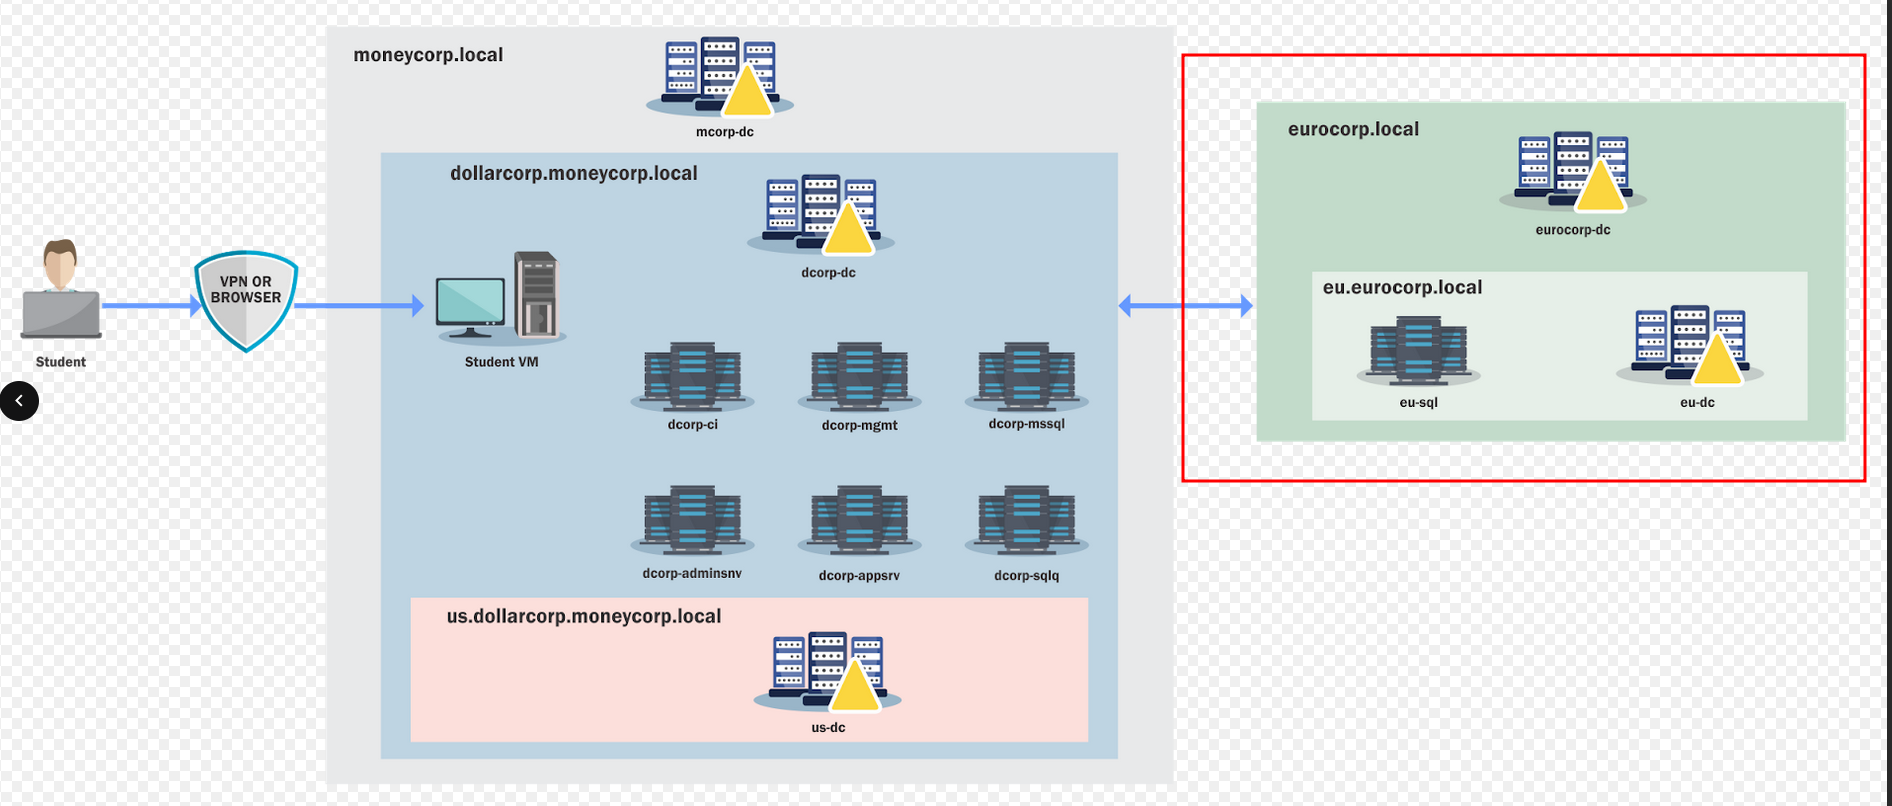 moneycorp.local
mcorp-dc
dollarcorp.moneycorp.local
dcorp-dc
Student
VPN OR
BROWSER
Student VM
dcorp-ci
dcorp-mgmt
dcorp-mssql
dcorp-adminsnv
dcorp-appsrv
dcorp-sqlq
us.dollarcorp.moneycorp.local
us-dc
eurocorp.local
eurocorp-dc
eu.eurocorp.local
eu-sql
eu-dc